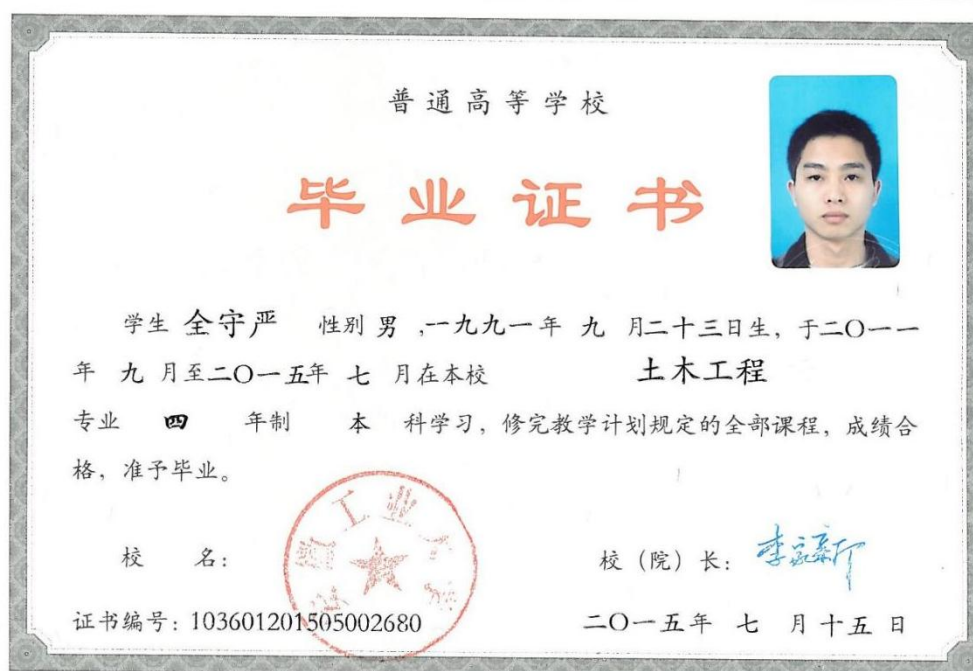 普通高等学校
毕业证书
学生 全守严 性别 男 ,一九九一年 九 月二十三日生，于二〇一一
年 九 月至二〇一五年 七 月在本校 土木工程
专业 四 年制 本 科学习，修完教学计划规定的全部课程，成绩合
格，准予毕业。
校 名： 工业
校（院）长：
证书编号：103601201505002680
二〇一五年 七 月十五日